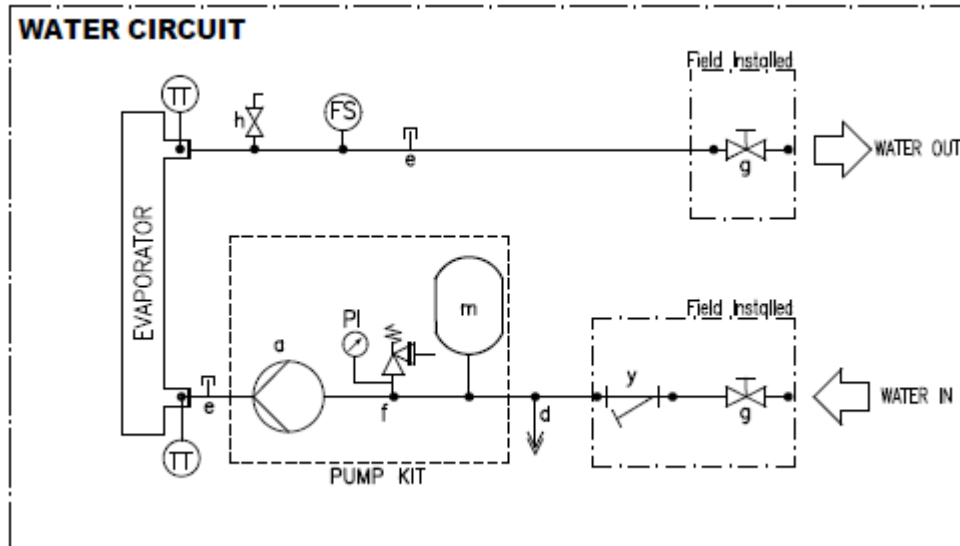 WATER CIRCUIT
Field Installed
TT
h
FS
e
g
WATER OUT
EVAPORATOR
m
Field Installed
PI
a
y
e
f
d
g
WATER IN
TT
PUMP KIT